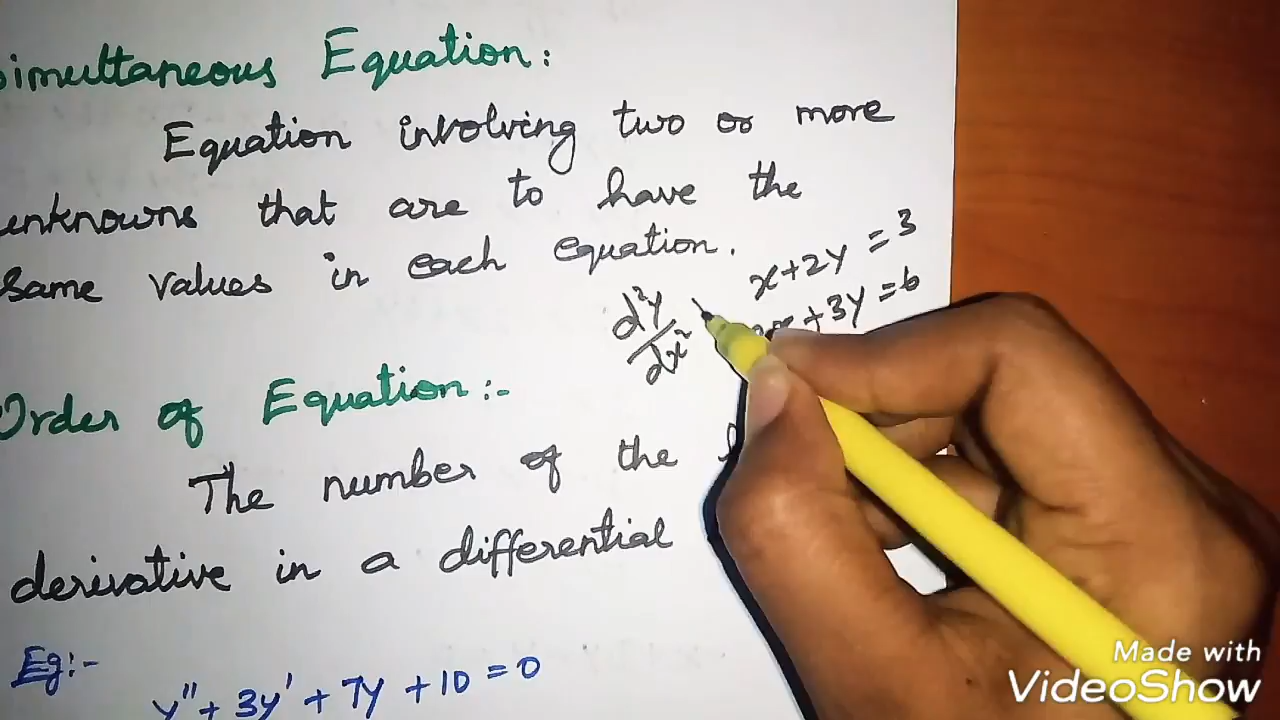 Simultaneous Equation:
Equation involving two or more
unknowns that are to have the
same values in each equation.
x+2y = 3
+ 3y = 6
d²y
dx²
Order of Equation :-
The number of the
derivative in a differential
Eg:-
y" + 3y' + 7y + 10 = 0
Made with
VideoShow